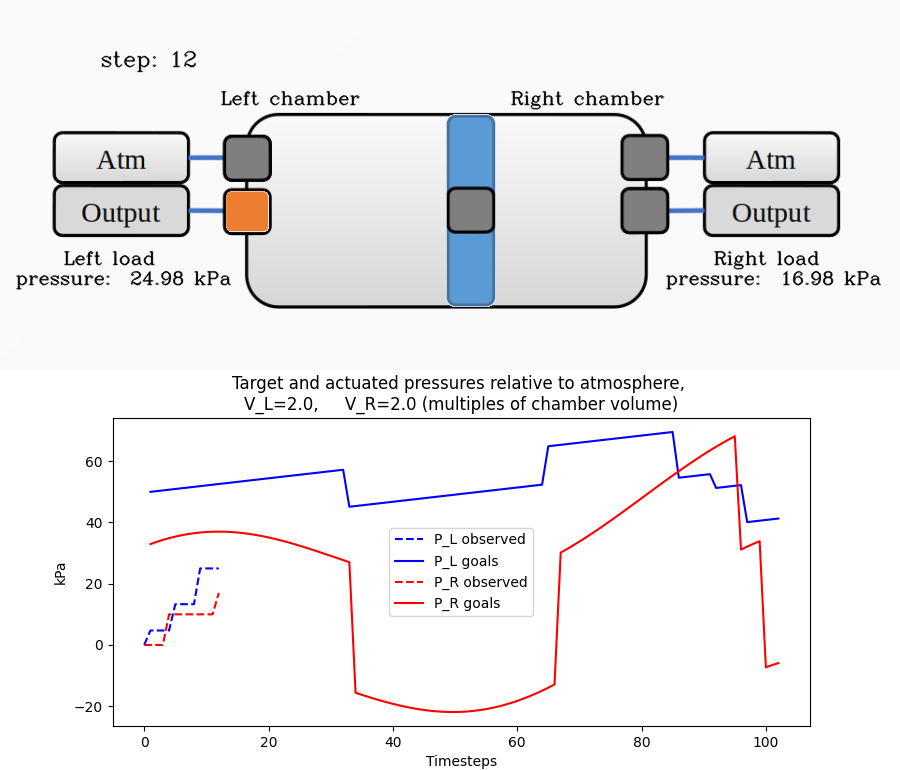 step: 12
Left chamber
Right chamber
Atm
Atm
Output
Output
Left load
pressure: 24.98 kPa
Right load
pressure: 16.98 kPa
Target and actuated pressures relative to atmosphere,
V_L=2.0, V_R=2.0 (multiples of chamber volume)
60
40
20
0
−20
kPa
P_L observed
P_L goals
P_R observed
P_R goals
0
20
40
60
80
100
Timesteps